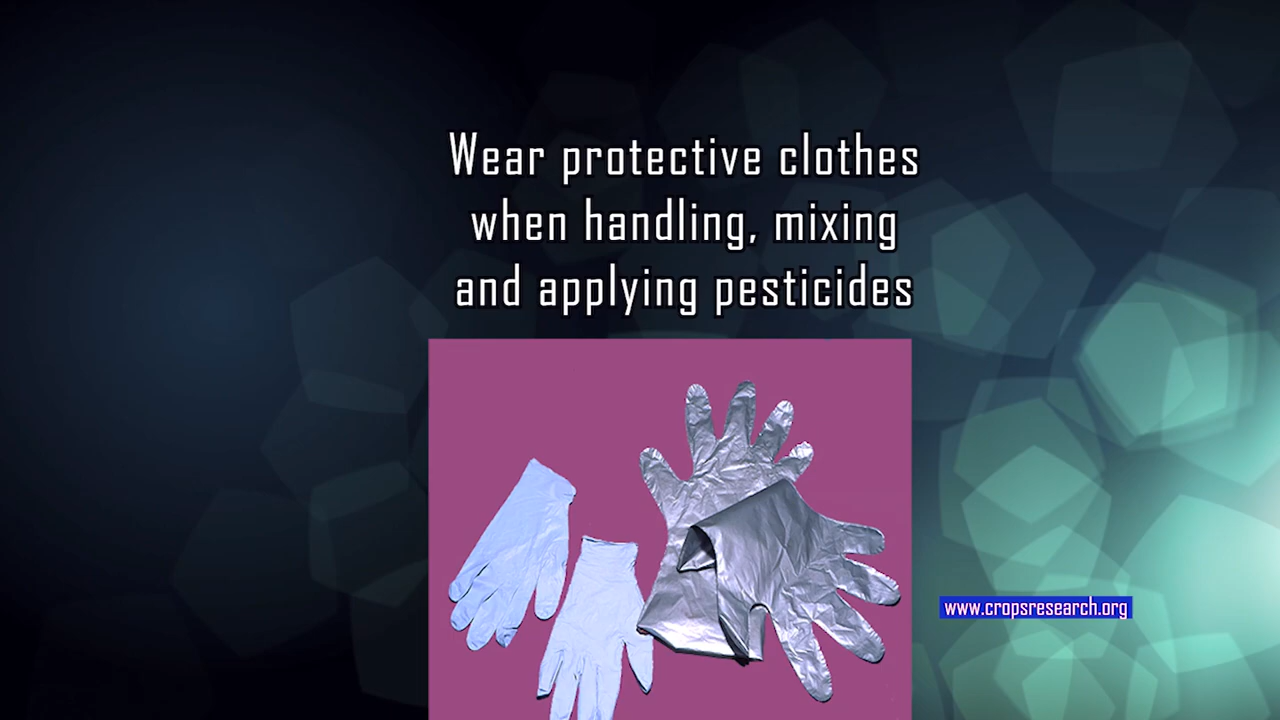 Wear protective clothes
when handling, mixing
and applying pesticides
www.cropsresearch.org